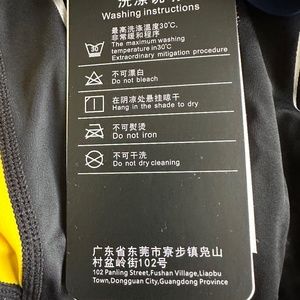 洗涤说明
Washing instructions
最高洗涤温度30℃,
非常缓和程序
30
The maximum washing
temperature in30℃
Extraordinary mitigation procedure
不可漂白
Do not bleach
在阴凉处悬挂晾干
Hang in the shade to dry
不可熨烫
Do not iron
不可干洗
Do not dry cleaning
广东省东莞市寮步镇凫山
村盆岭街102号
102 Panling Street,Fushan Village,Liaobu
Town,Dongguan City,Guangdong Province